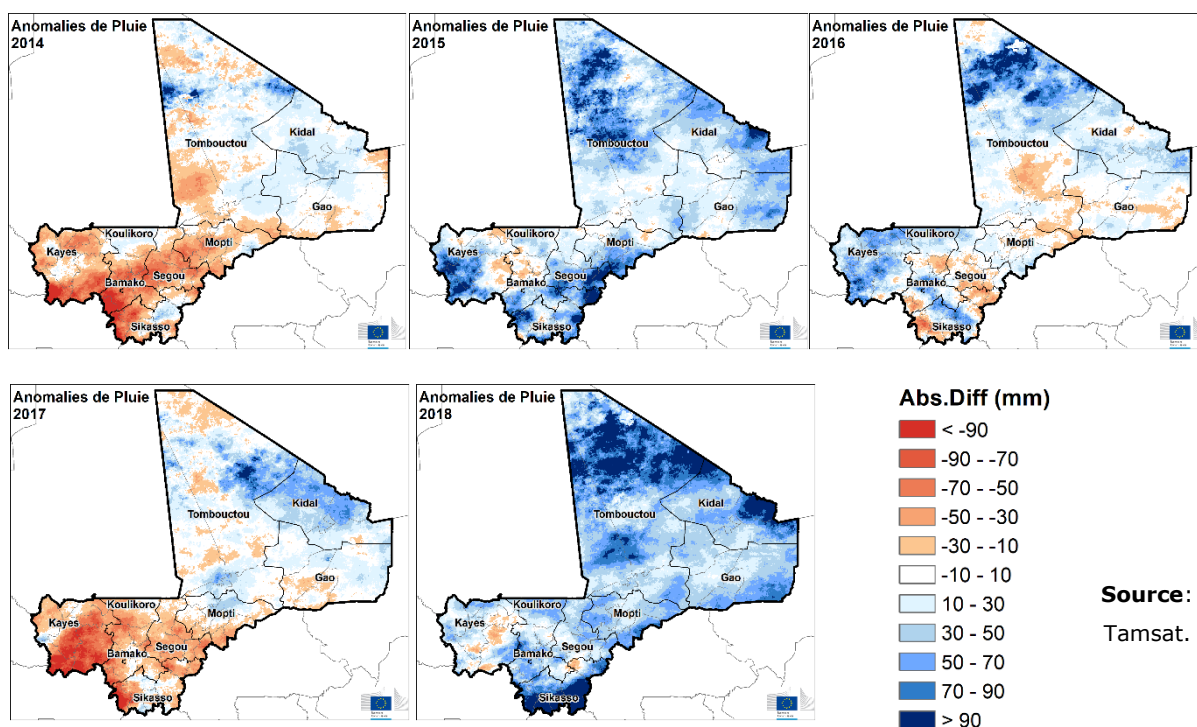 Anomalies de Pluie
2014
Kidal
Tombouctou
Gao
Koulikoro
Mopti
Kayes
Segou
Bamako
Sikasso
Anomalies de Pluie
2015
Kidal
Tombouctou
Gao
Koulikoro
Mopti
Kayes
Segou
Bamako
Sikasso
Anomalies de Pluie
2016
Kidal
Tombouctou
Gao
Koulikoro
Mopti
Kayes
Segou
Bamako
Sikasso
Anomalies de Pluie
2017
Kidal
Tombouctou
Gao
Koulikoro
Mopti
Kayes
Segou
Bamako
Sikasso
Anomalies de Pluie
2018
Kidal
Tombouctou
Gao
Koulikoro
Mopti
Kayes
Segou
Bamako
Sikasso
Abs.Diff (mm)
< -90
-90 - -70
-70 - -50
-50 - -30
-30 - -10
-10 - 10
10 - 30
30 - 50
50 - 70
70 - 90
> 90
Source:
Tamsat.